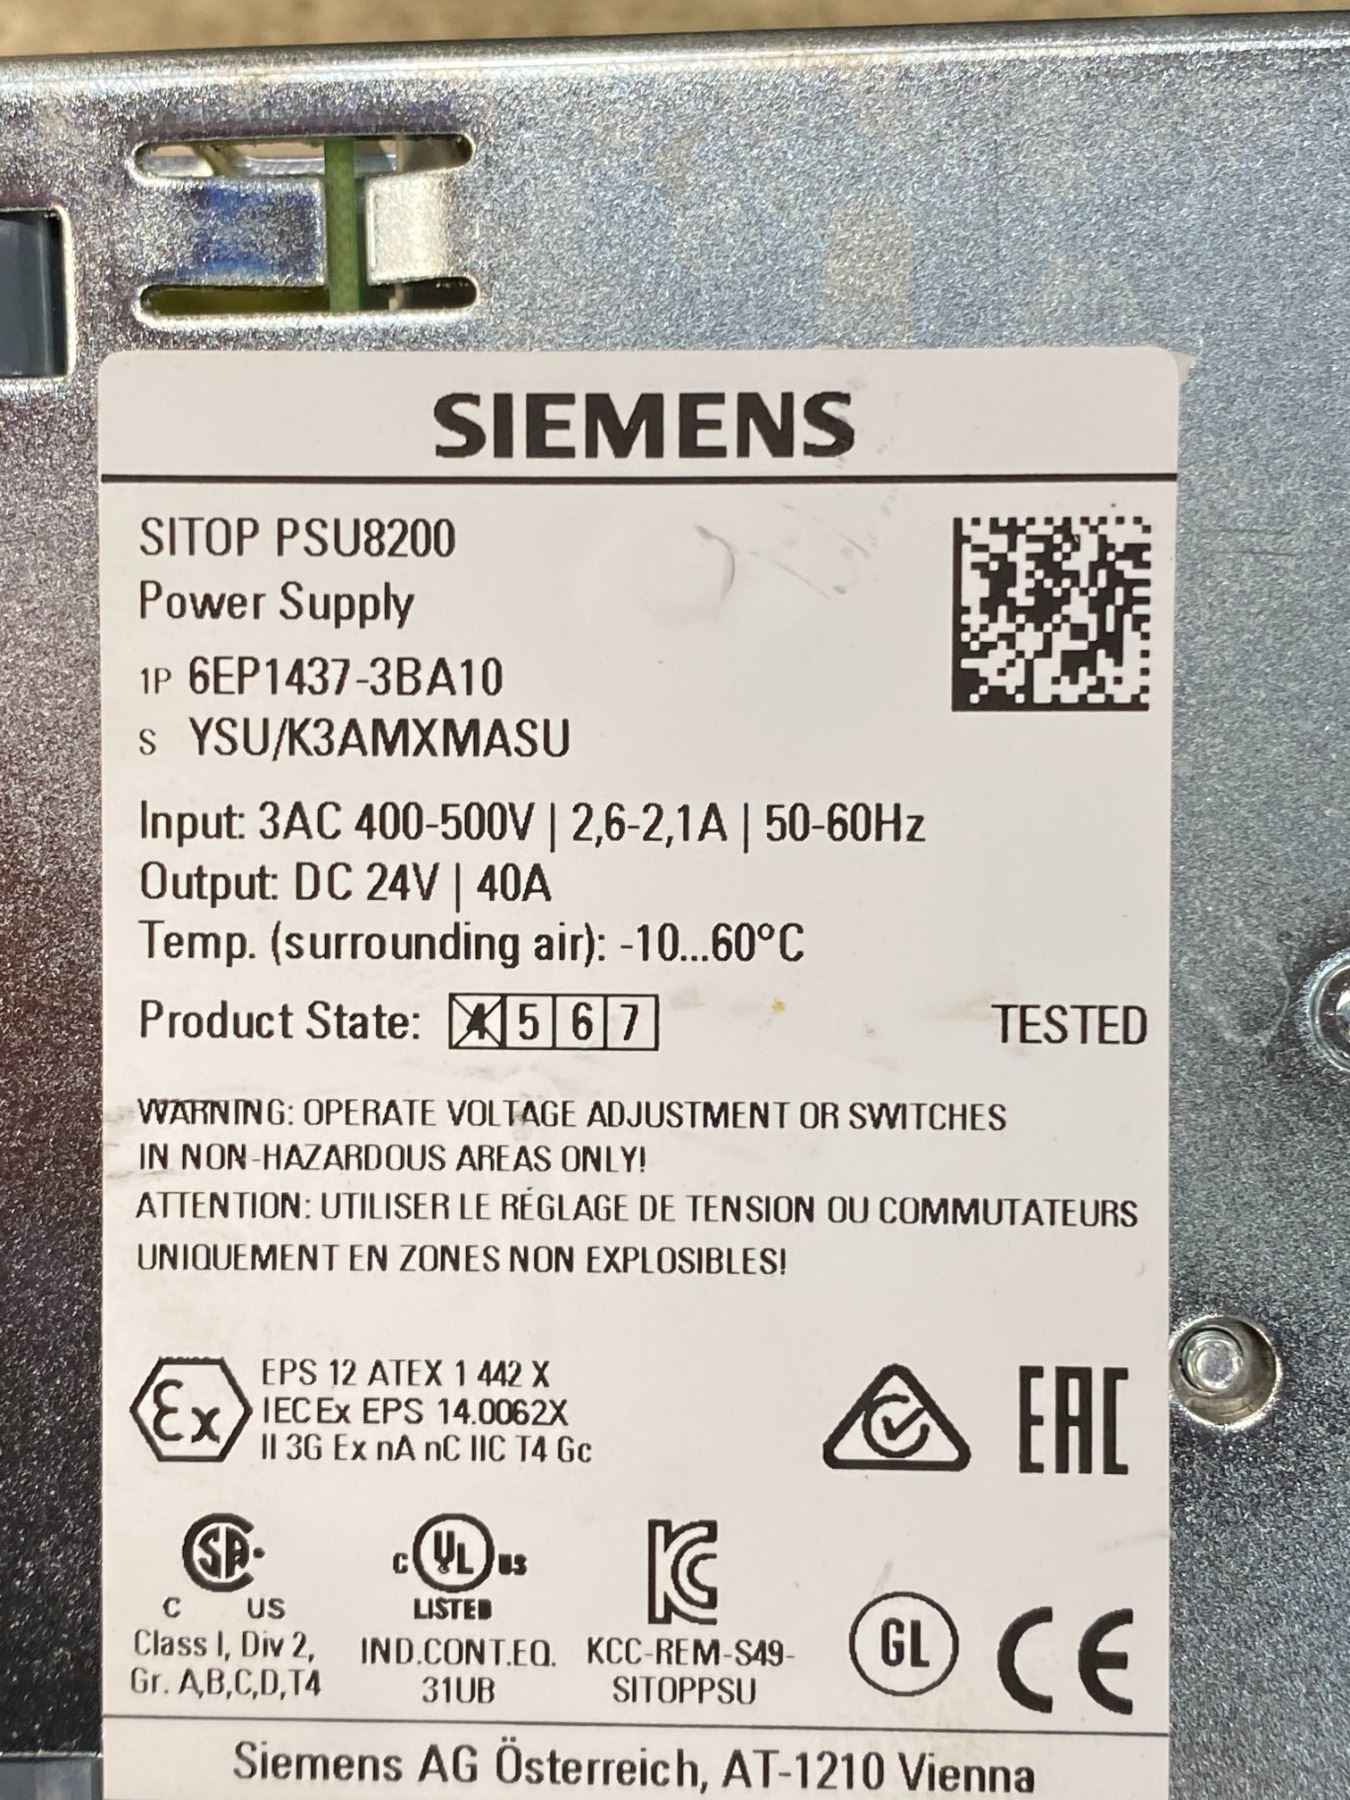 SIEMENS
SITOP PSU8200
Power Supply
1P 6EP1437-3BA10
S YSU/K3AMXMASU
Input: 3AC 400-500V | 2,6-2,1A | 50-60Hz
Output: DC 24V | 40A
Temp. (surrounding air): -10...60°C
Product State: 4 5 6 7 TESTED
WARNING: OPERATE VOLTAGE ADJUSTMENT OR SWITCHES
IN NON-HAZARDOUS AREAS ONLY!
ATTENTION: UTILISER LE RÉGLAGE DE TENSION OU COMMUTATEURS
UNIQUEMENT EN ZONES NON EXPLOSIBLES!
Ex
EPS 12 ATEX 1 442 X
IECEx EPS 14.0062X
II 3G Ex nA nC IIC T4 Gc
EAC
SA
C US
Class I, Div 2,
Gr. A,B,C,D,T4
C UL US
LISTED
IND.CONT.EQ.
31UB
KC
KCC-REM-S49-
SITOPPSU
GL
CE
Siemens AG Österreich, AT-1210 Vienna